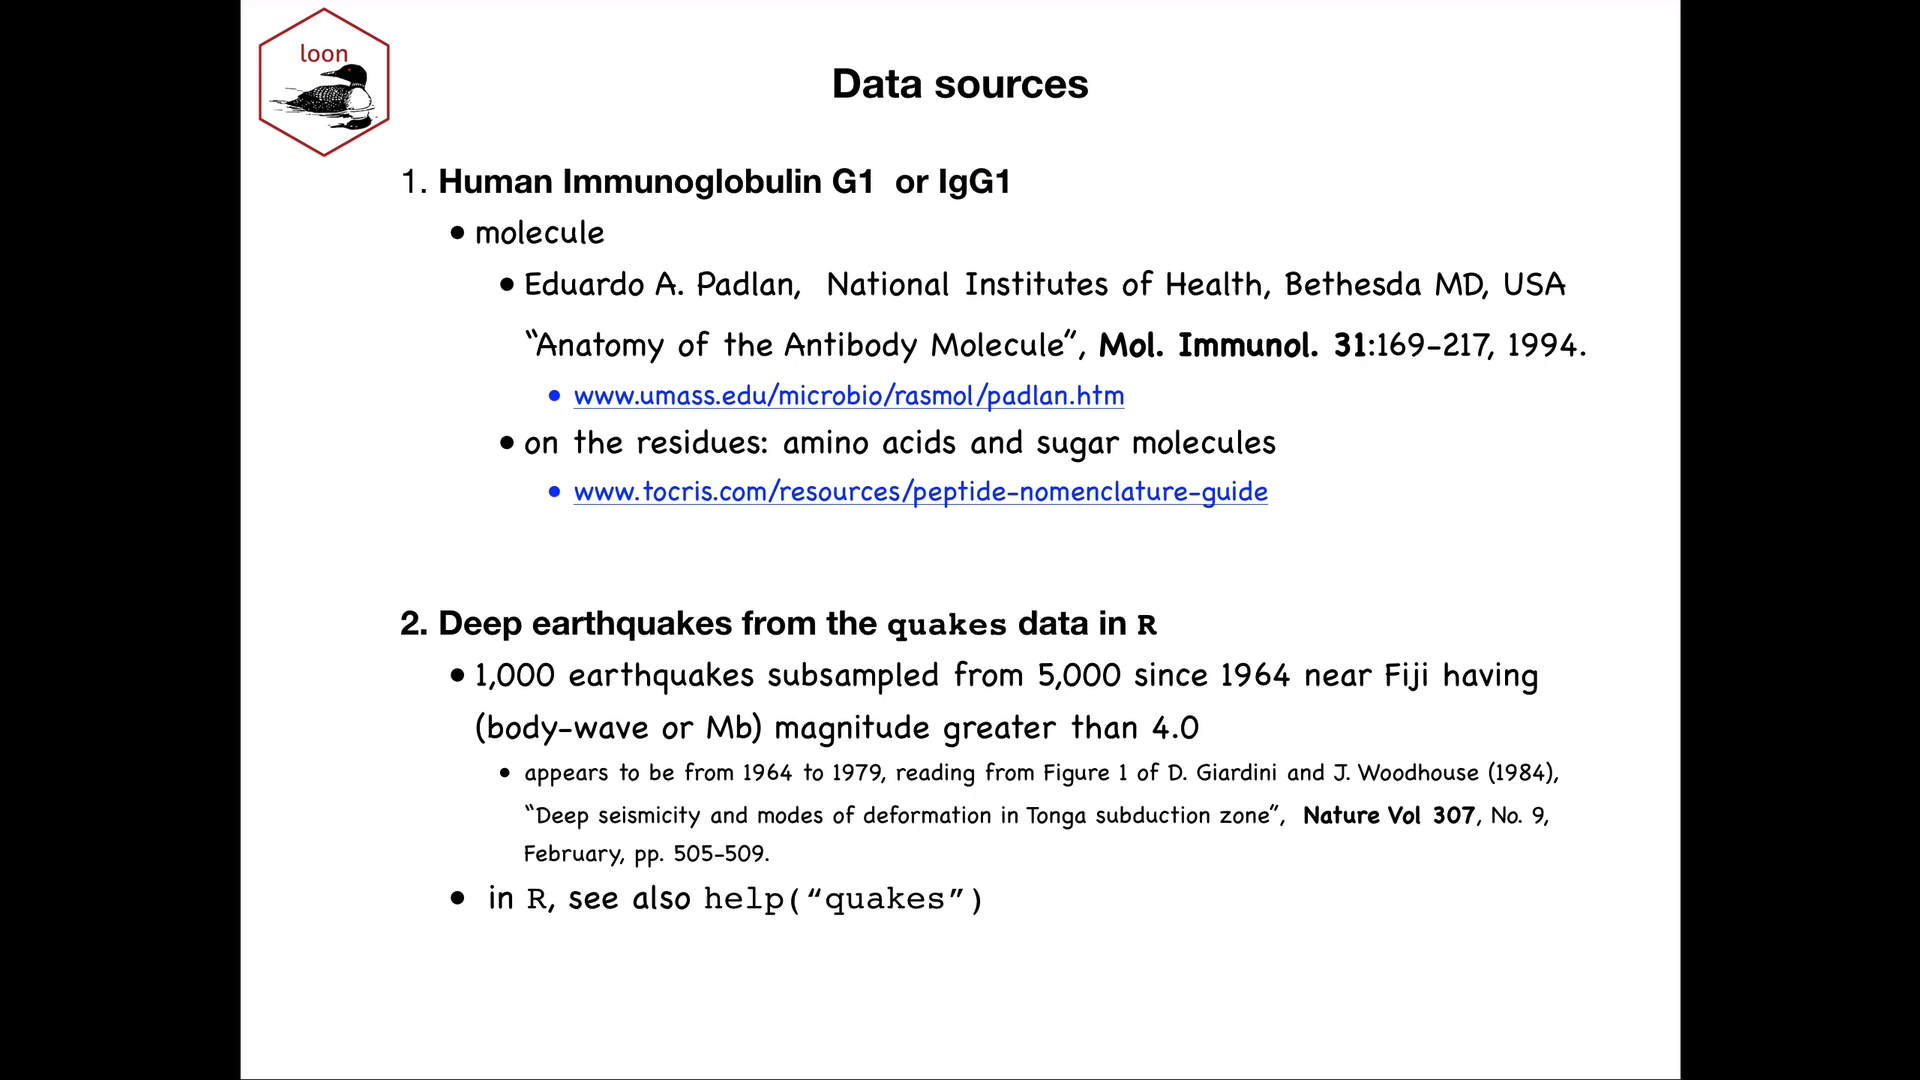 loon
Data sources
1. Human Immunoglobulin G1 or IgG1
• molecule
• Eduardo A. Padlan, National Institutes of Health, Bethesda MD, USA
“Anatomy of the Antibody Molecule”, Mol. Immunol. 31:169-217, 1994.
• www.umass.edu/microbio/rasmol/padlan.htm
• on the residues: amino acids and sugar molecules
• www.tocris.com/resources/peptide-nomenclature-guide
2. Deep earthquakes from the quakes data in R
• 1,000 earthquakes subsampled from 5,000 since 1964 near Fiji having
(body-wave or Mb) magnitude greater than 4.0
• appears to be from 1964 to 1979, reading from Figure 1 of D. Giardini and J. Woodhouse (1984),
“Deep seismicity and modes of deformation in Tonga subduction zone”, Nature Vol 307, No. 9,
February, pp. 505-509.
• in R, see also help(“quakes”)